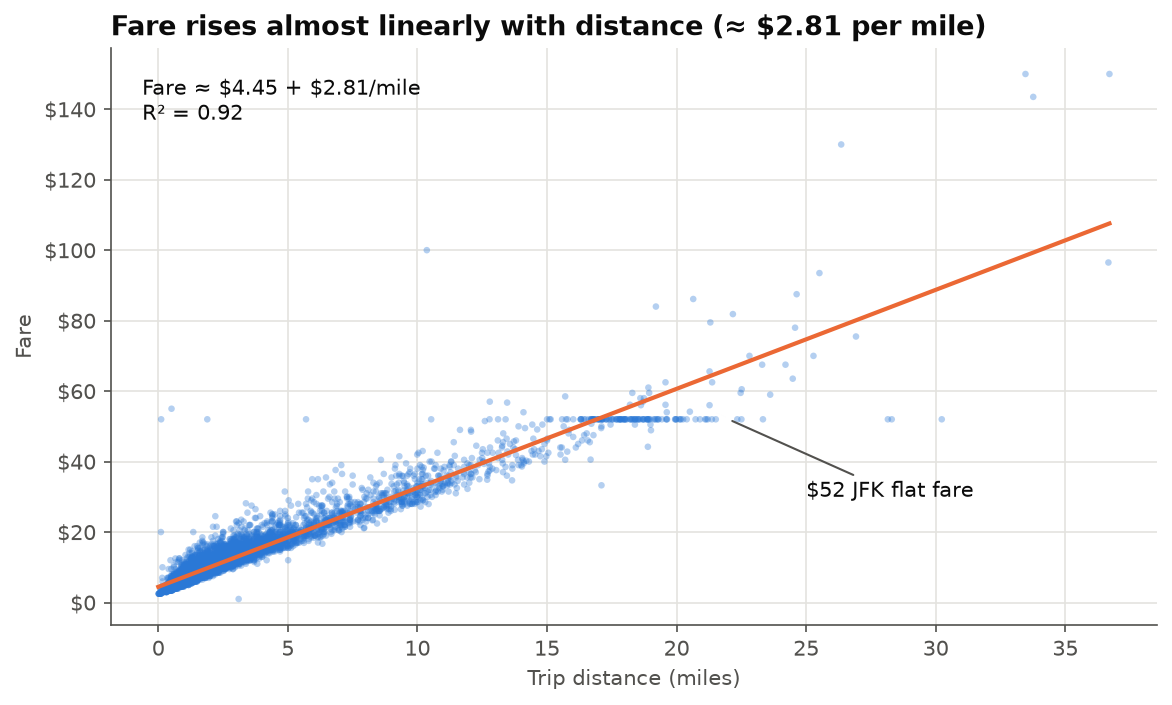 Fare rises almost linearly with distance (≈ $2.81 per mile)
Fare ≈ $4.45 + $2.81/mile
R² = 0.92
$140
$120
$100
$80
$60
$40
$20
$0
Fare
$52 JFK flat fare
0 5 10 15 20 25 30 35
Trip distance (miles)